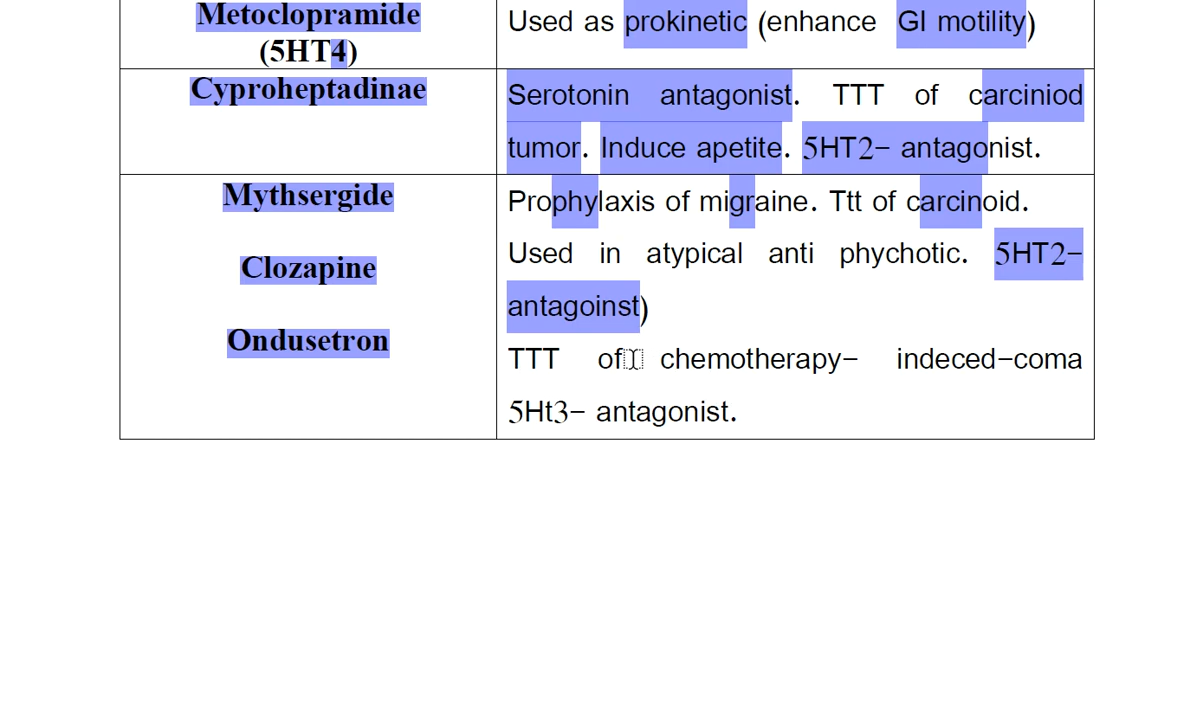 Metoclopramide
(5HT4)
Used as prokinetic (enhance GI motility)
Cyproheptadinae
Serotonin antagonist. TTT of carciniod
tumor. Induce apetite. 5HT2- antagonist.
Mythsergide
Clozapine
Ondusetron
Prophylaxis of migraine. Ttt of carcinoid.
Used in atypical anti phychotic. 5HT2-
antagoinst)
TTT of chemotherapy- indeced-coma
5Ht3- antagonist.